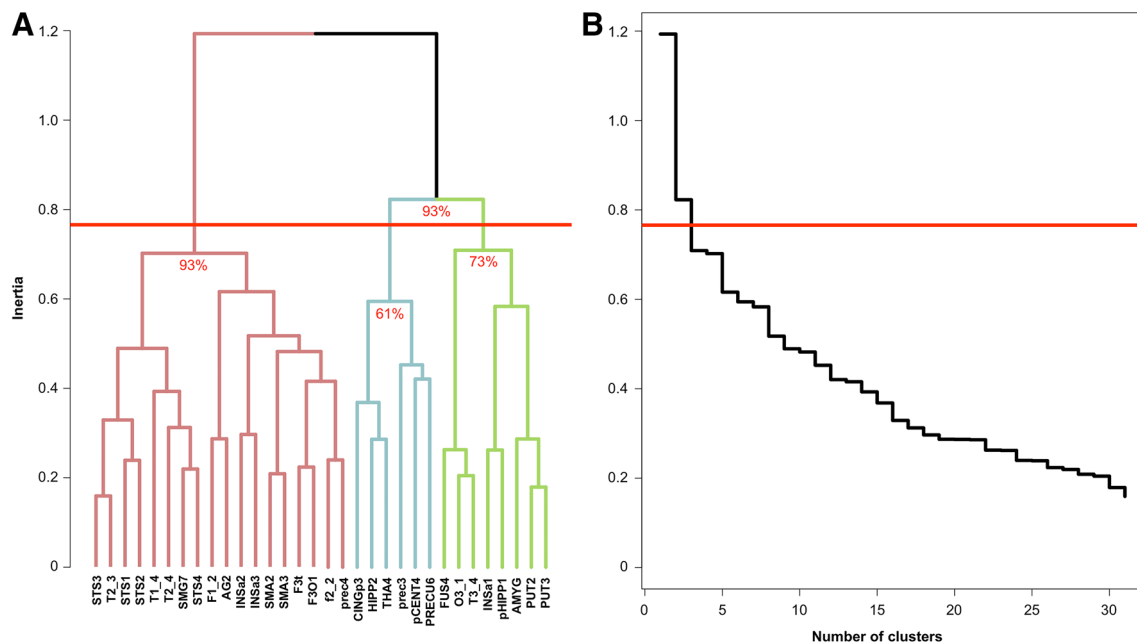 A
B
1.2
1.0
0.8
0.6
0.4
0.2
0
Inertia
93%
93%
73%
61%
STS3
T2_3
STS1
STS2
T1_4
T2_4
SMG7
STS4
F1_2
AG2
INSa2
INSa3
SMA2
SMA3
F3t
F3O1
f2_2
prec4
CINGp3
HIPP2
THA4
prec3
pCENT4
PRECU6
FUS4
O3_1
T3_4
INSa1
pHIPP1
AMYG
PUT2
PUT3
1.2
1.0
0.8
0.6
0.4
0.2
0
0 5 10 15 20 25 30
Number of clusters